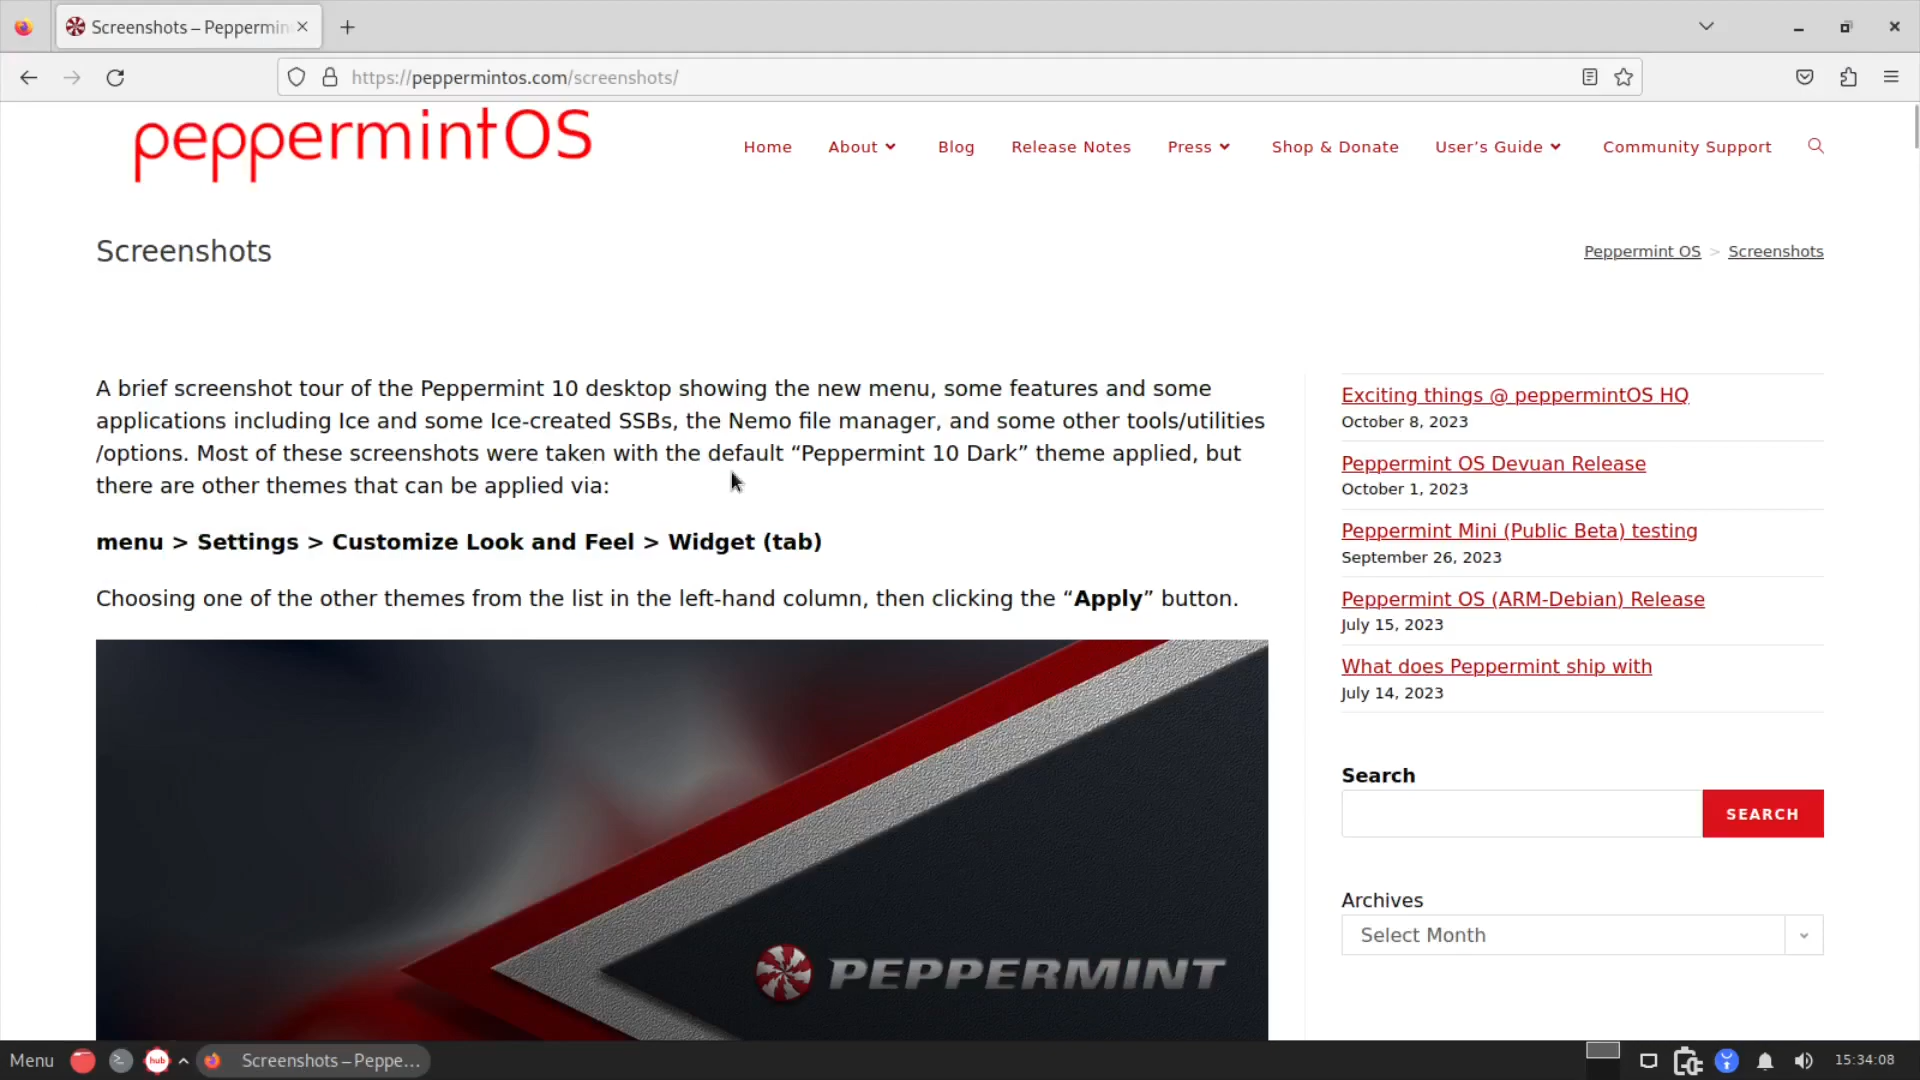 Screenshots – Peppermin
https://peppermintos.com/screenshots/
peppermintOS
Home
About
Blog
Release Notes
Press
Shop & Donate
User’s Guide
Community Support
Screenshots
Peppermint OS > Screenshots
A brief screenshot tour of the Peppermint 10 desktop showing the new menu, some features and some
applications including Ice and some Ice-created SSBs, the Nemo file manager, and some other tools/utilities
/options. Most of these screenshots were taken with the default “Peppermint 10 Dark” theme applied, but
there are other themes that can be applied via:
menu > Settings > Customize Look and Feel > Widget (tab)
Choosing one of the other themes from the list in the left-hand column, then clicking the “Apply” button.
PEPPERMINT
Exciting things @ peppermintOS HQ
October 8, 2023
Peppermint OS Devuan Release
October 1, 2023
Peppermint Mini (Public Beta) testing
September 26, 2023
Peppermint OS (ARM-Debian) Release
July 15, 2023
What does Peppermint ship with
July 14, 2023
Search
SEARCH
Archives
Select Month
Menu
hub
Screenshots – Peppe...
15:34:08